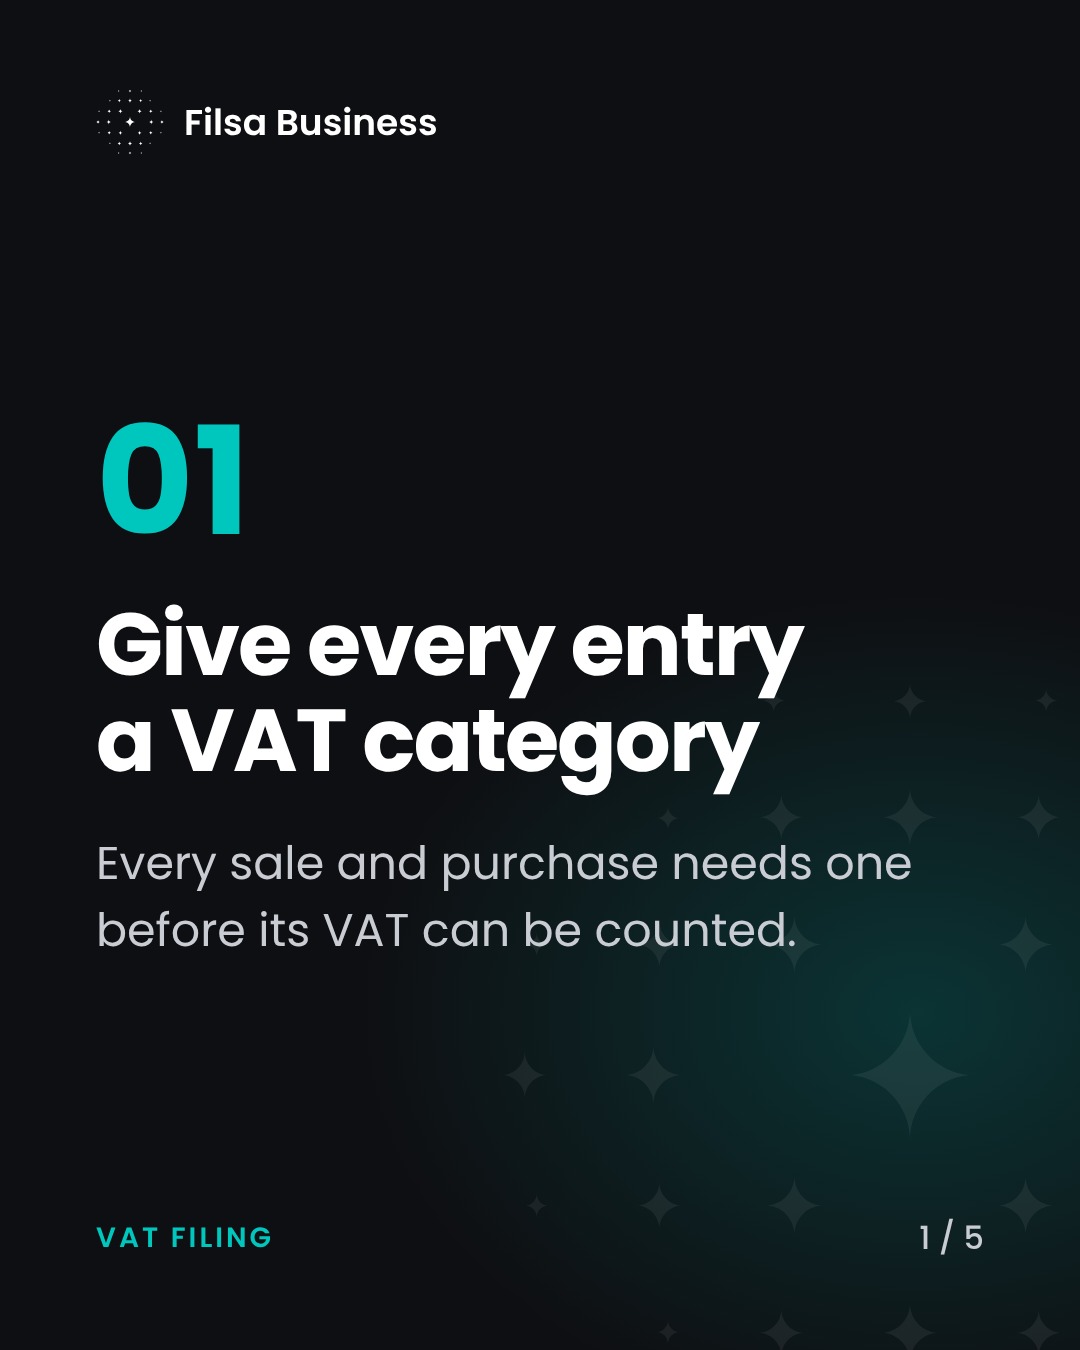 Filsa Business
01
Give every entry
a VAT category
Every sale and purchase needs one
before its VAT can be counted.
VAT FILING
1 / 5